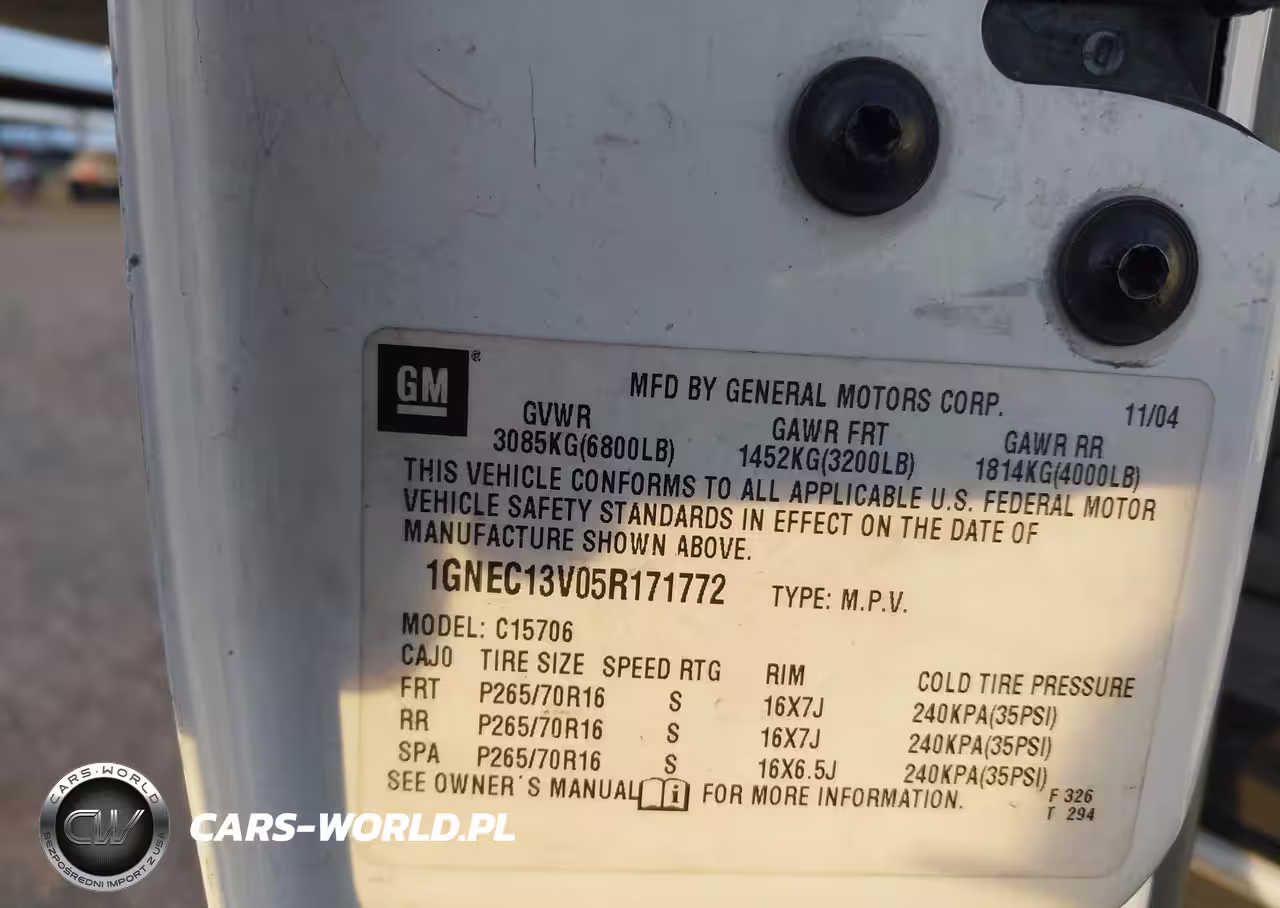 GM®
MFD BY GENERAL MOTORS CORP. 11/04
GVWR GAWR FRT GAWR RR
3085KG(6800LB) 1452KG(3200LB) 1814KG(4000LB)
THIS VEHICLE CONFORMS TO ALL APPLICABLE U.S. FEDERAL MOTOR
VEHICLE SAFETY STANDARDS IN EFFECT ON THE DATE OF
MANUFACTURE SHOWN ABOVE.
1GNEC13V05R171772 TYPE: M.P.V.
MODEL: C15706
CAJ0 TIRE SIZE SPEED RTG RIM COLD TIRE PRESSURE
FRT P265/70R16 S 16X7J 240KPA(35PSI)
RR P265/70R16 S 16X7J 240KPA(35PSI)
SPA P265/70R16 S 16X6.5J 240KPA(35PSI)
SEE OWNER´S MANUAL i FOR MORE INFORMATION.
F 326
T 294
CARS-WORLD
CW
BEZPOŚREDNI IMPORT Z USA
CARS-WORLD.PL